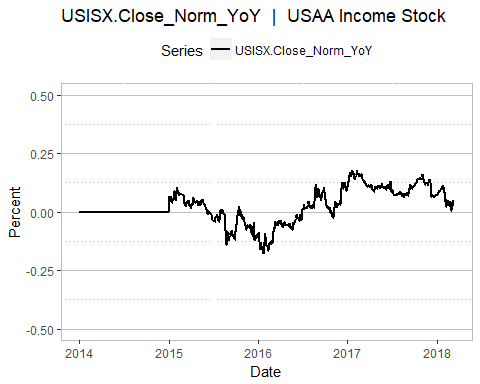 USISX.Close_Norm_YoY | USAA Income Stock
Series USISX.Close_Norm_YoY
0.50
0.25
0.00
-0.25
-0.50
Percent
2014 2015 2016 2017 2018
Date